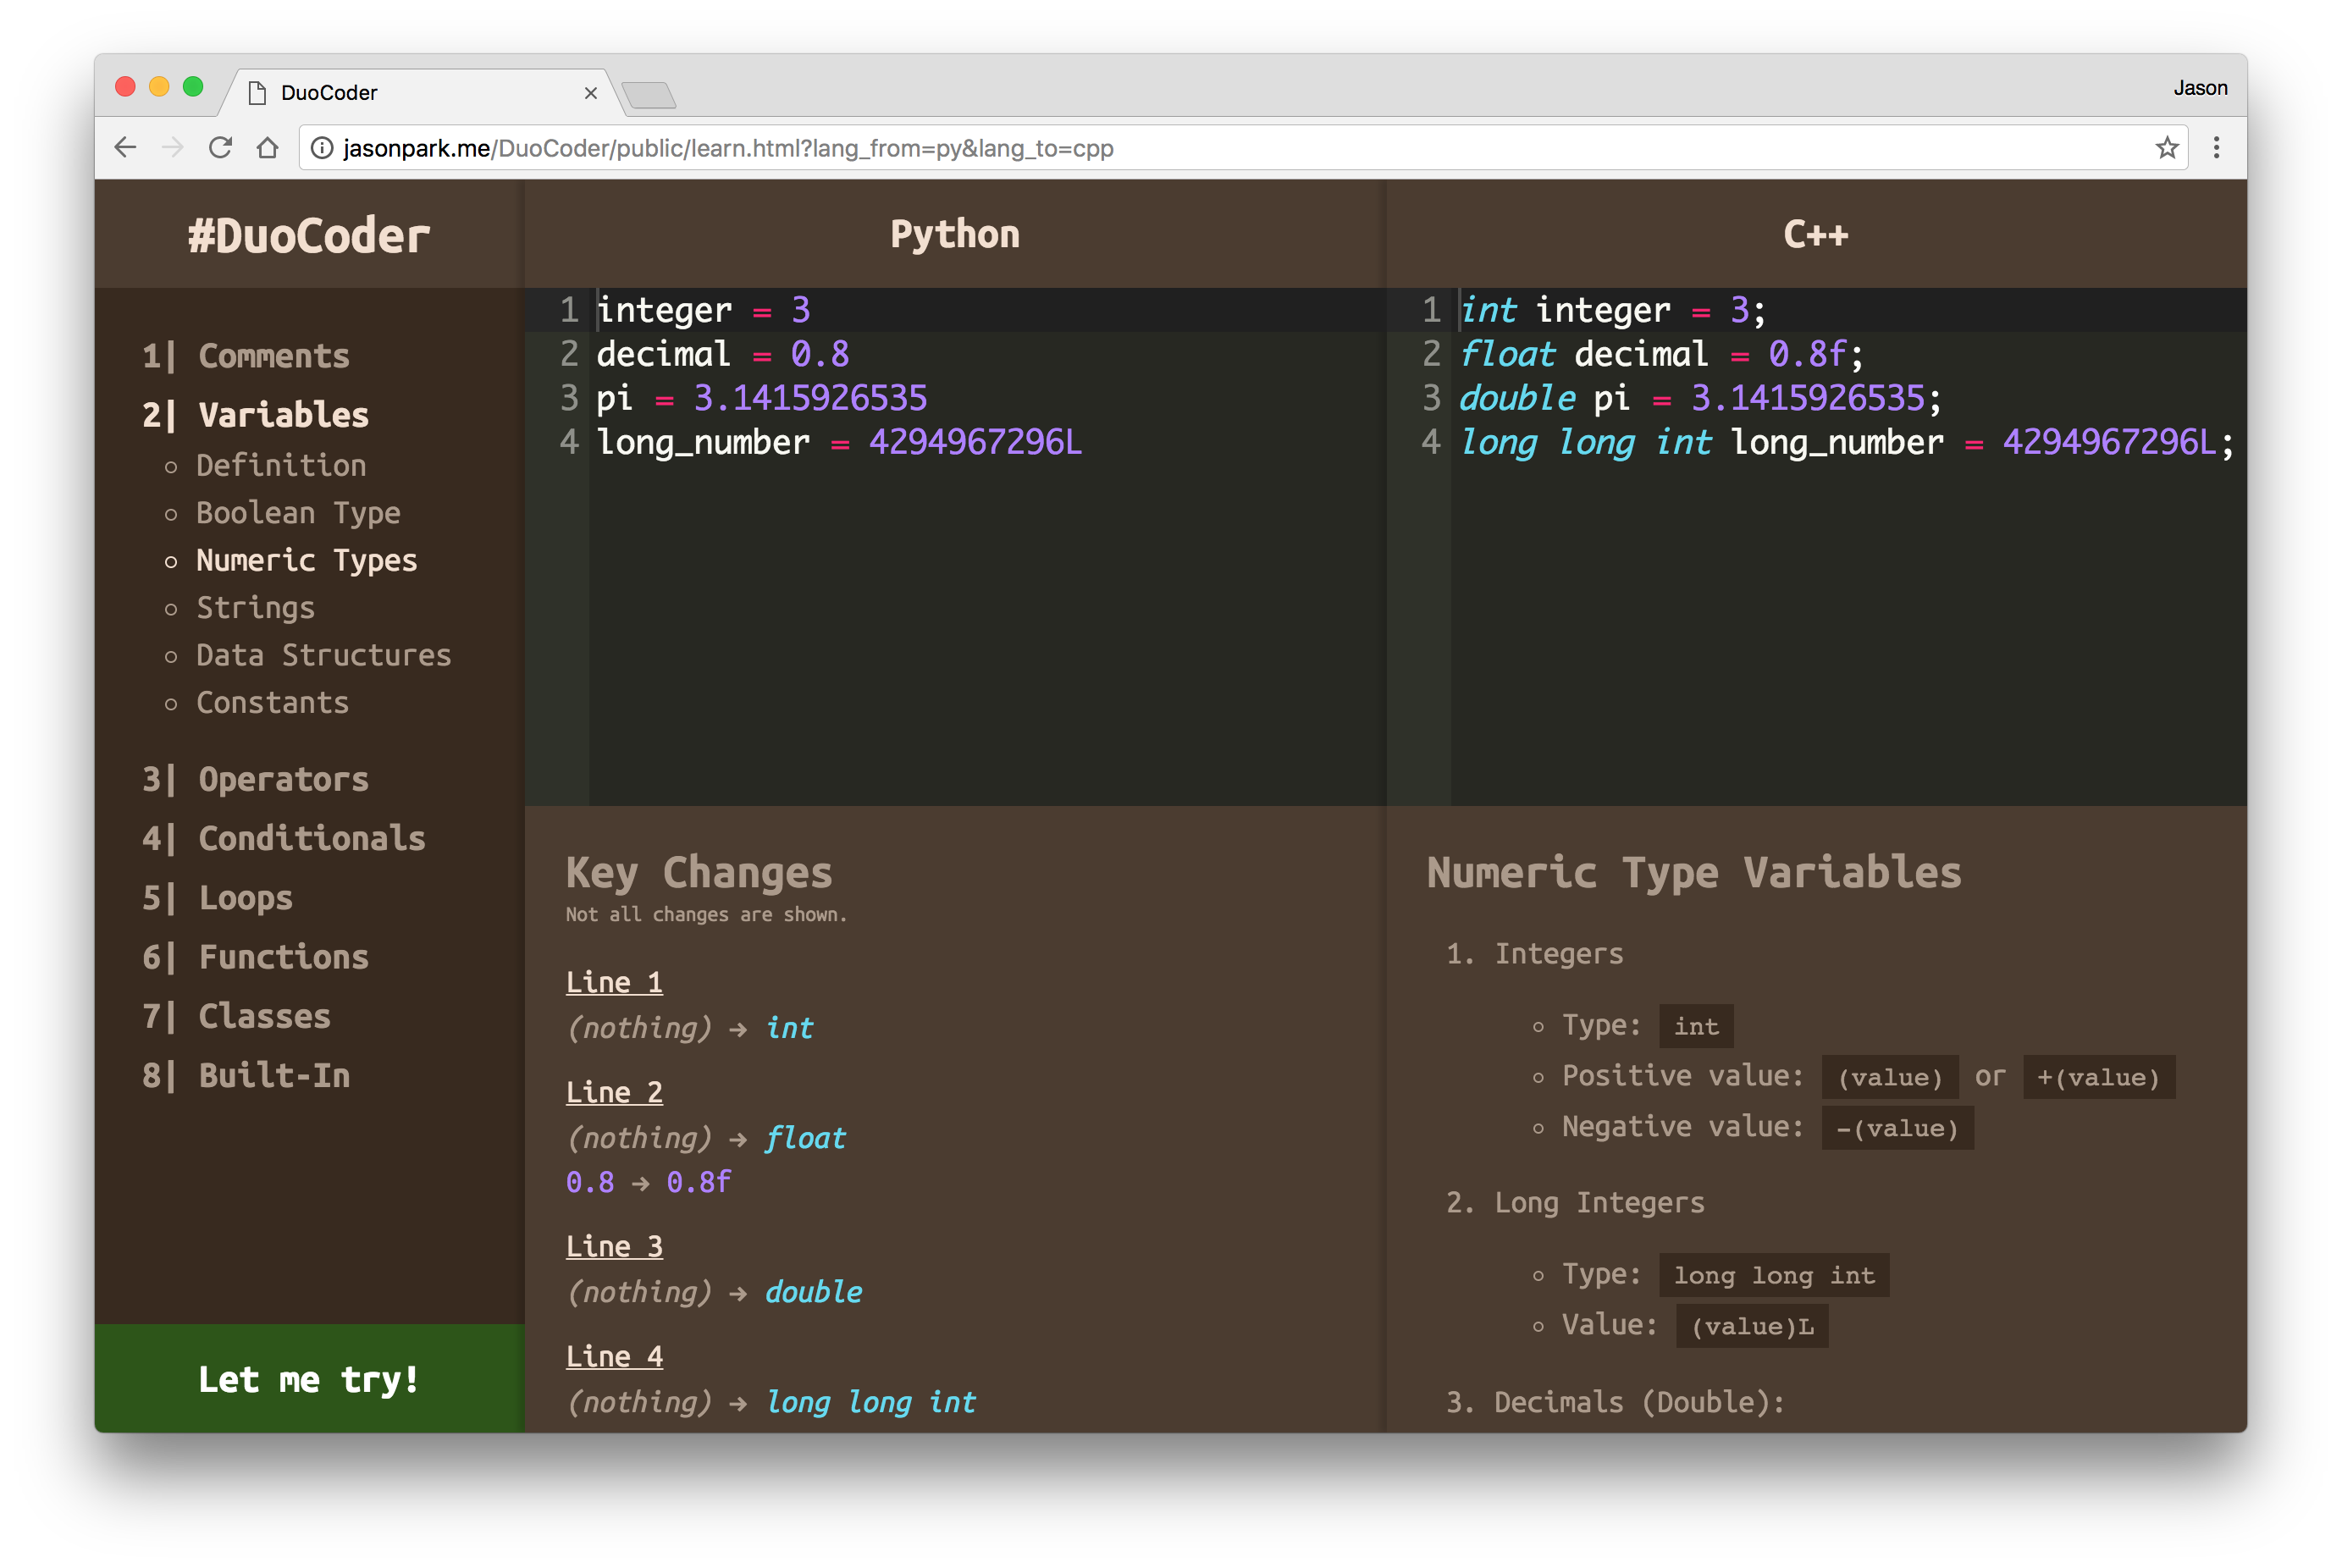 DuoCoder
Jason
jasonpark.me/DuoCoder/public/learn.html?lang_from=py&lang_to=cpp
#DuoCoder
1| Comments
2| Variables
Definition
Boolean Type
Numeric Types
Strings
Data Structures
Constants
3| Operators
4| Conditionals
5| Loops
6| Functions
7| Classes
8| Built-In
Let me try!
Python
1 integer = 3
2 decimal = 0.8
3 pi = 3.1415926535
4 long_number = 4294967296L
C++
1 int integer = 3;
2 float decimal = 0.8f;
3 double pi = 3.1415926535;
4 long long int long_number = 4294967296L;
Key Changes
Not all changes are shown.
Line 1
(nothing) → int
Line 2
(nothing) → float
0.8 → 0.8f
Line 3
(nothing) → double
Line 4
(nothing) → long long int
Numeric Type Variables
1. Integers
Type: int
Positive value: (value) or +(value)
Negative value: -(value)
2. Long Integers
Type: long long int
Value: (value)L
3. Decimals (Double):